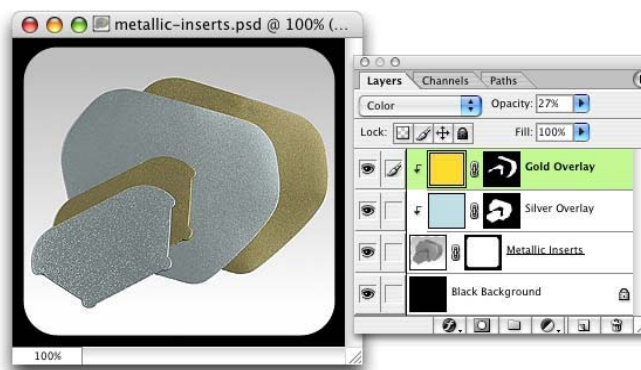 metallic-inserts.psd @ 100% (...
Layers
Channels
Paths
Color
Opacity: 27%
Lock:
Fill: 100%
Gold Overlay
Silver Overlay
Metallic Inserts
Black Background
100%